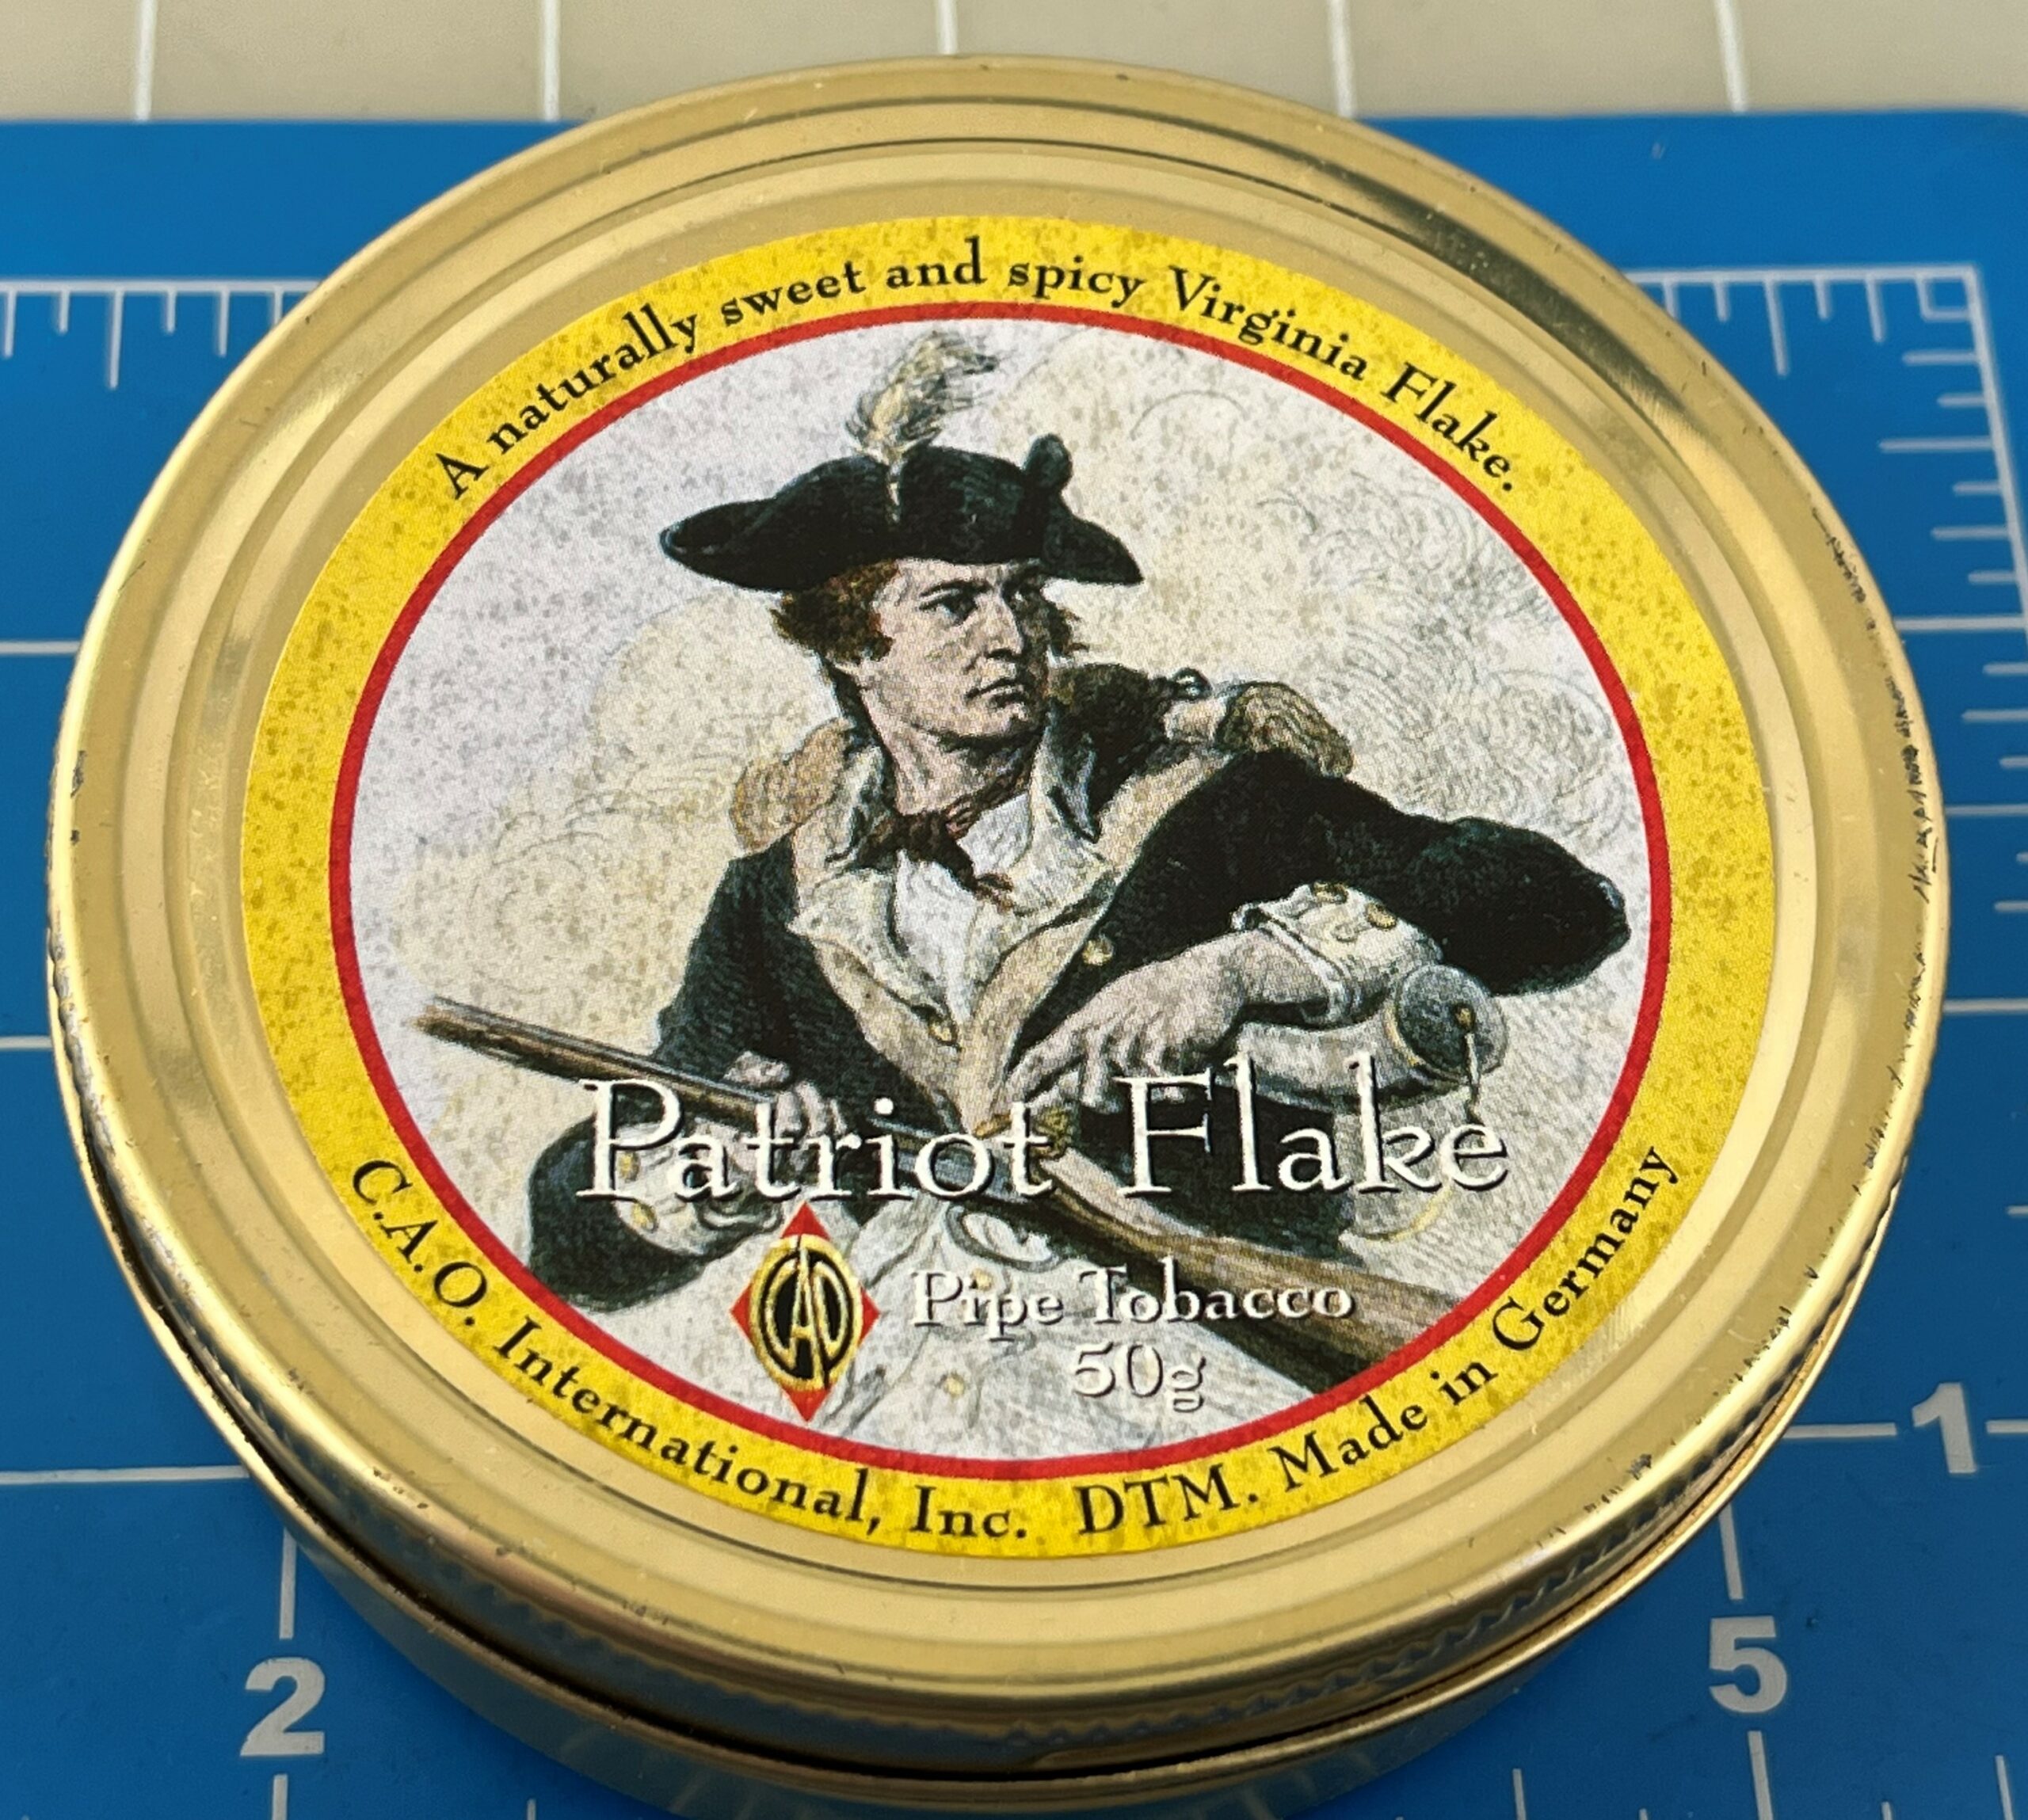 A naturally sweet and spicy Virginia Flake.
Patriot Flake
CAO
Pipe Tobacco
50g
C.A.O. International, Inc. DTM. Made in Germany
1
2
5